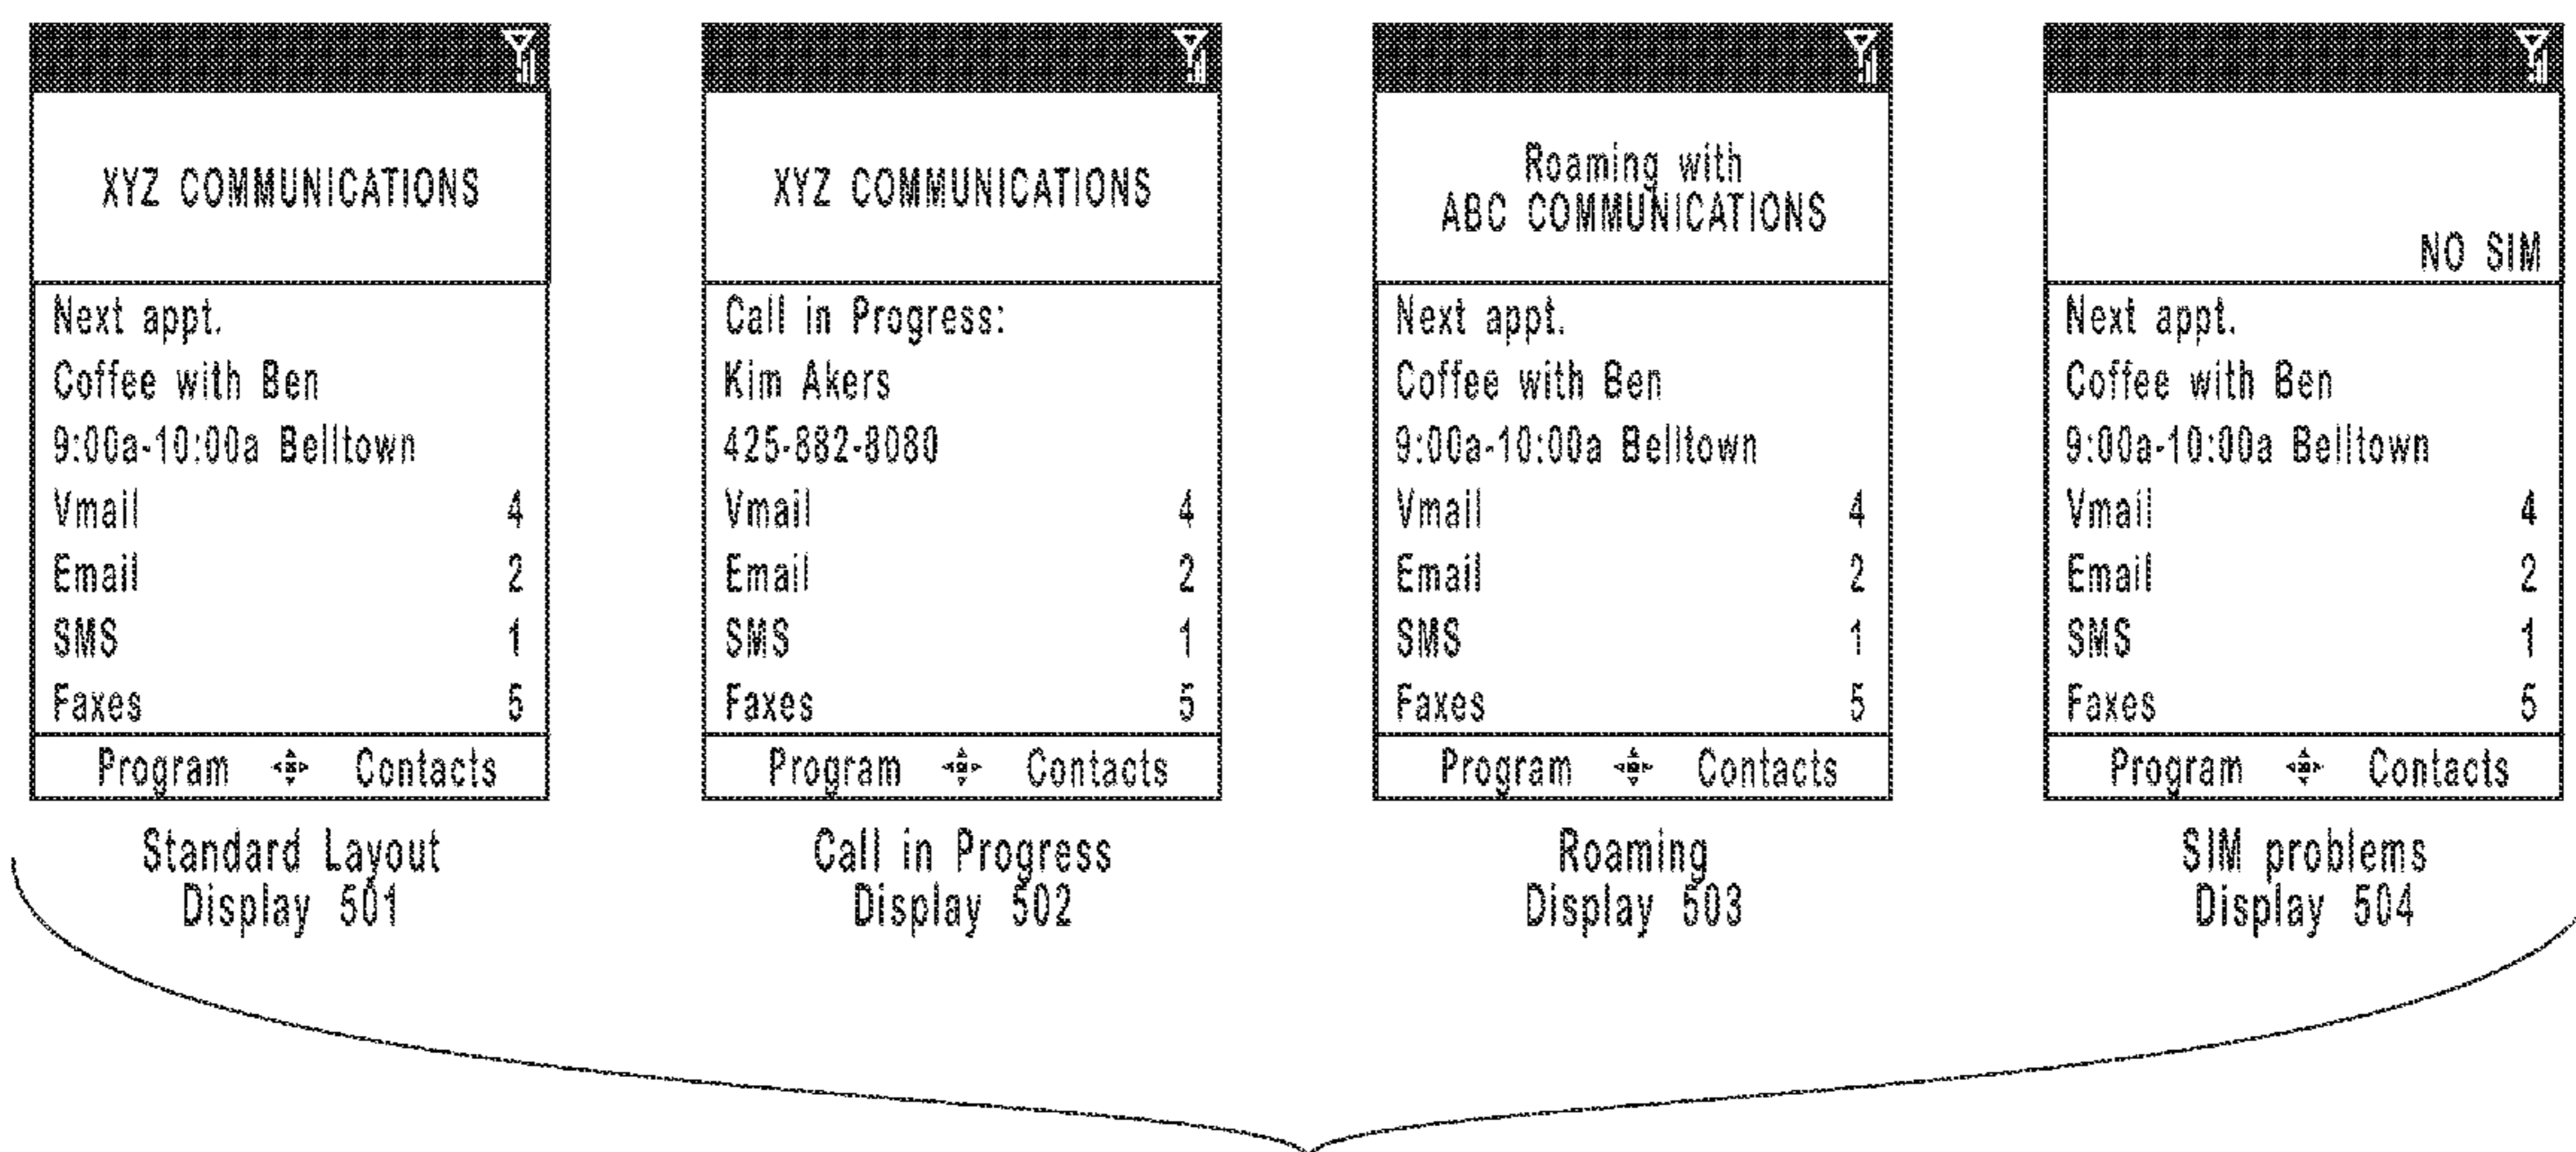 XYZ COMMUNICATIONS
Next appt.
Coffee with Ben
9:00a-10:00a Belltown
Vmail 4
Email 2
SMS 1
Faxes 5
Program Contacts
Standard Layout
Display 501
XYZ COMMUNICATIONS
Call in Progress:
Kim Akers
425-882-8080
Vmail 4
Email 2
SMS 1
Faxes 5
Program Contacts
Call in Progress
Display 502
Roaming with
ABC COMMUNICATIONS
Next appt.
Coffee with Ben
9:00a-10:00a Belltown
Vmail 4
Email 2
SMS 1
Faxes 5
Program Contacts
Roaming
Display 503
NO SIM
Next appt.
Coffee with Ben
9:00a-10:00a Belltown
Vmail 4
Email 2
SMS 1
Faxes 5
Program Contacts
SIM problems
Display 504